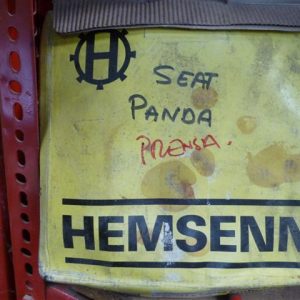 H
SEAT
PANDA
PRENSA.
HEMSENN